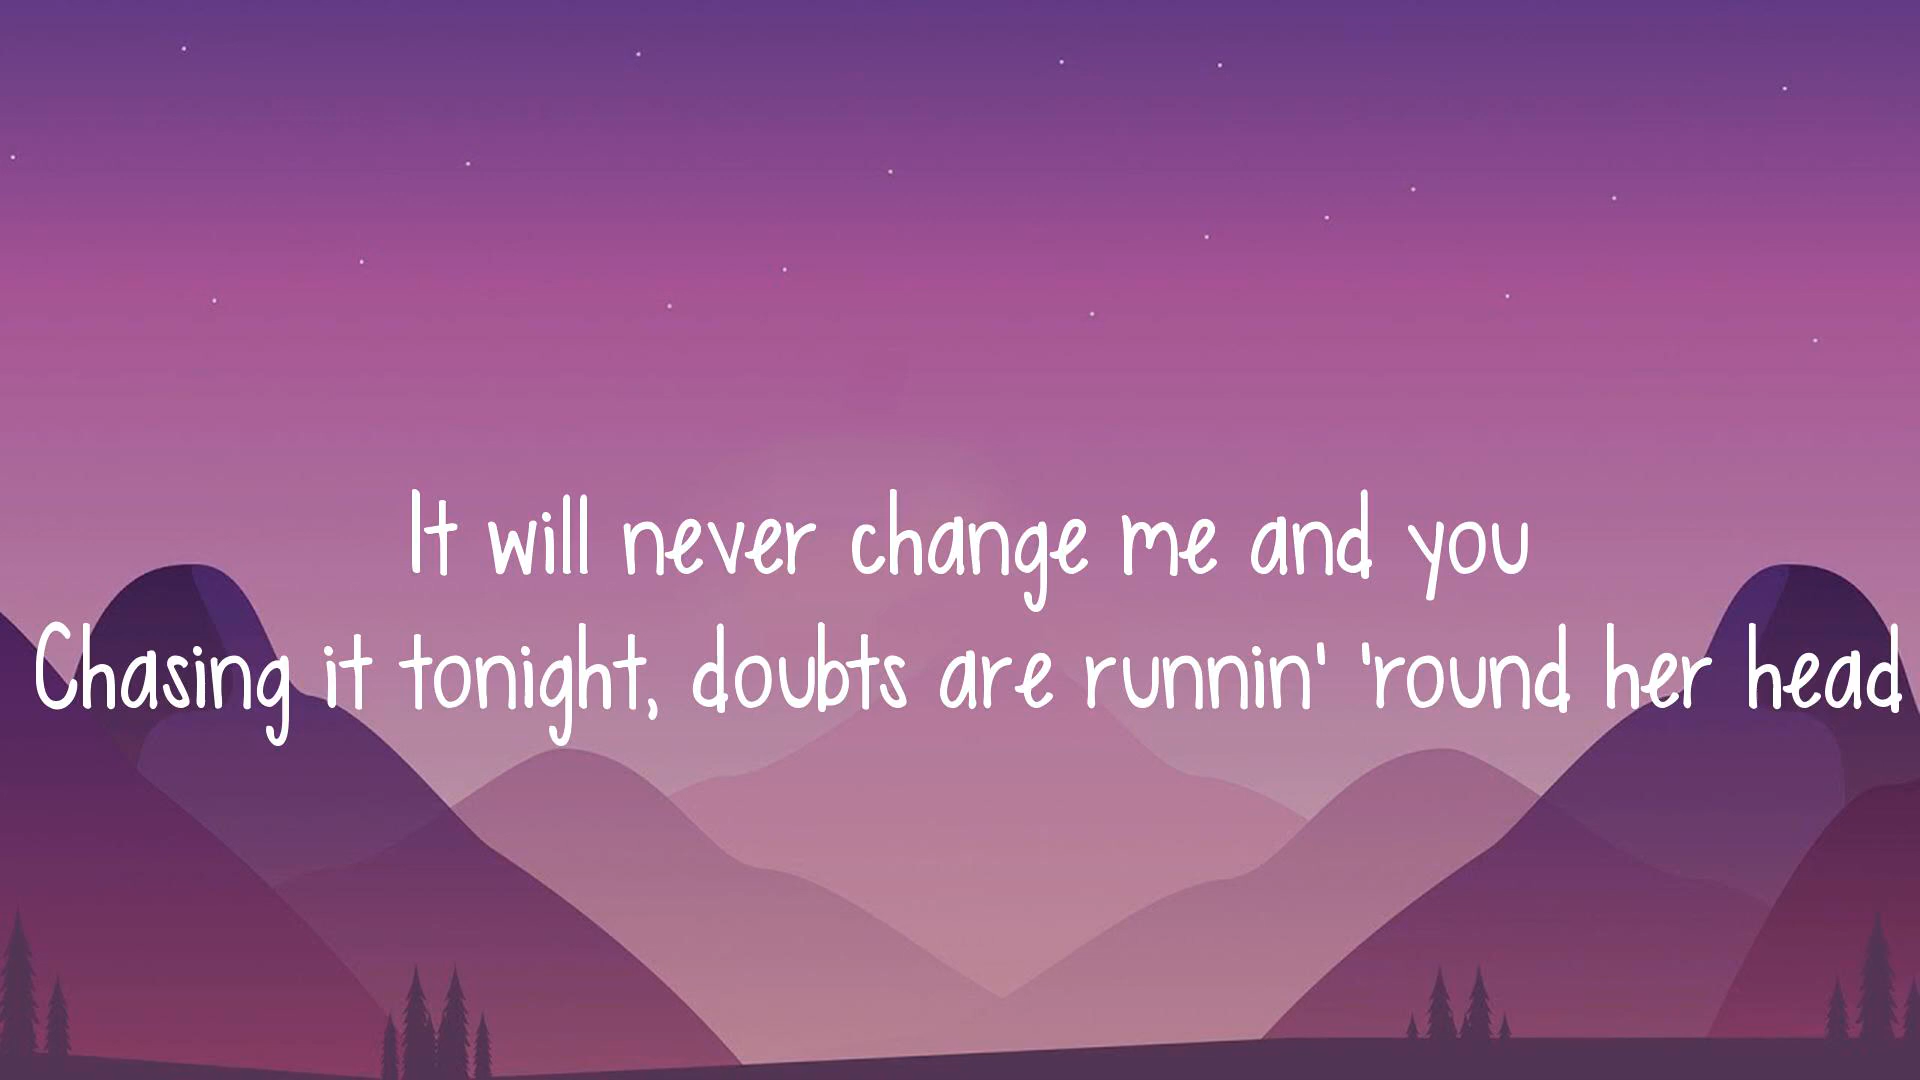 It will never change me and you
Chasing it tonight, doubts are runnin' 'round her head